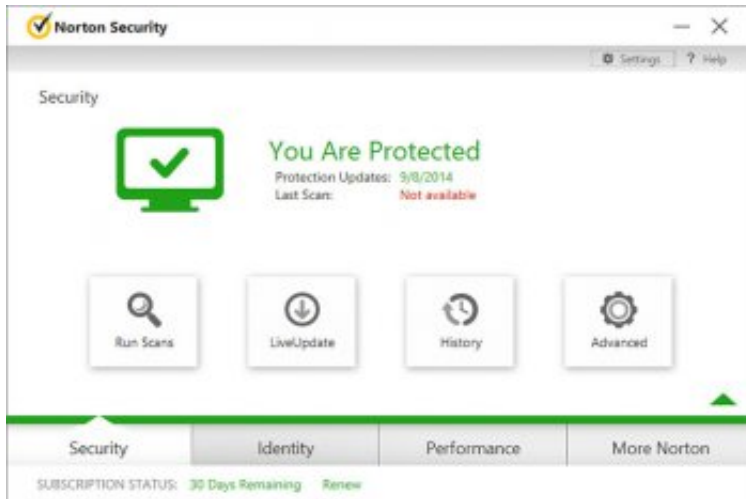 Norton Security
Settings ? Help
Security
You Are Protected
Protection Updates: 9/8/2014
Last Scan: Not available
Run Scans LiveUpdate History Advanced
Security Identity Performance More Norton
SUBSCRIPTION STATUS: 30 Days Remaining Renew